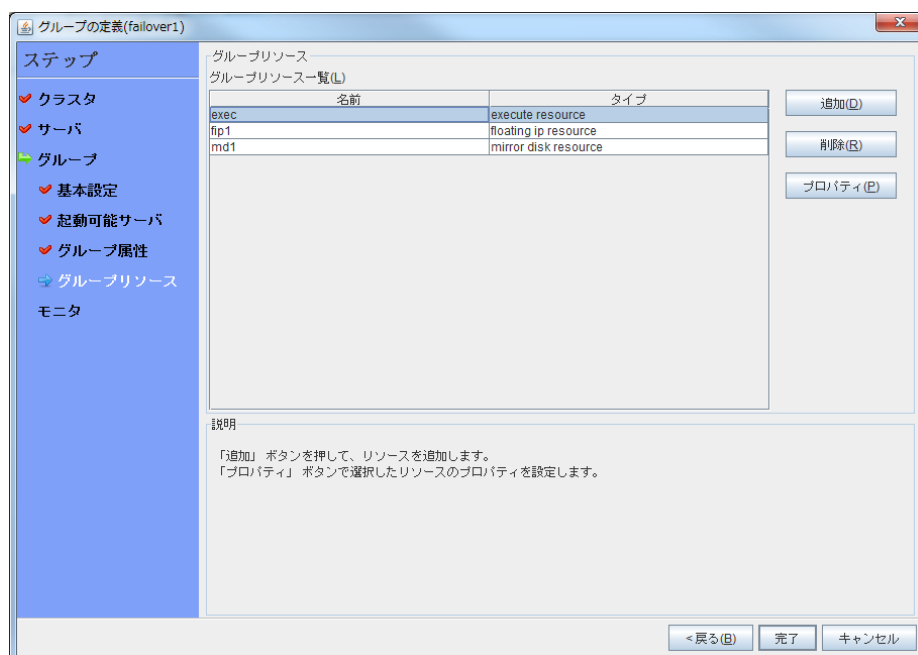 グループの定義(failover1)
ステップ
クラスタ
サーバ
グループ
基本設定
起動可能サーバ
グループ属性
グループリソース
モニタ
グループリソース
グループリソース一覧(L)
名前 タイプ
exec execute resource
fip1 floating ip resource
md1 mirror disk resource
追加(D)
削除(R)
プロパティ(P)
説明
「追加」 ボタンを押して、リソースを追加します。
「プロパティ」 ボタンで選択したリソースのプロパティを設定します。
<戻る(B) 完了 キャンセル